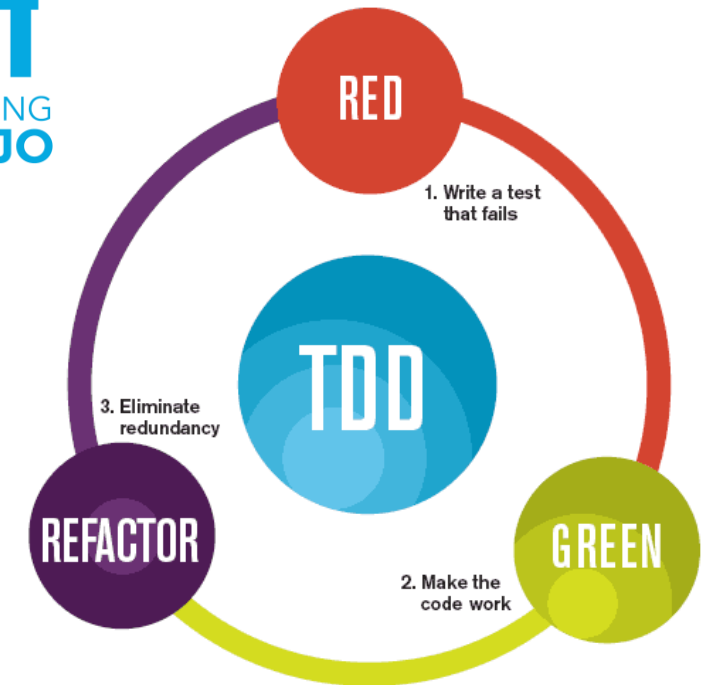 T
NG
JO
RED
1. Write a test
that fails
TDD
3. Eliminate
redundancy
REFACTOR
GREEN
2. Make the
code work